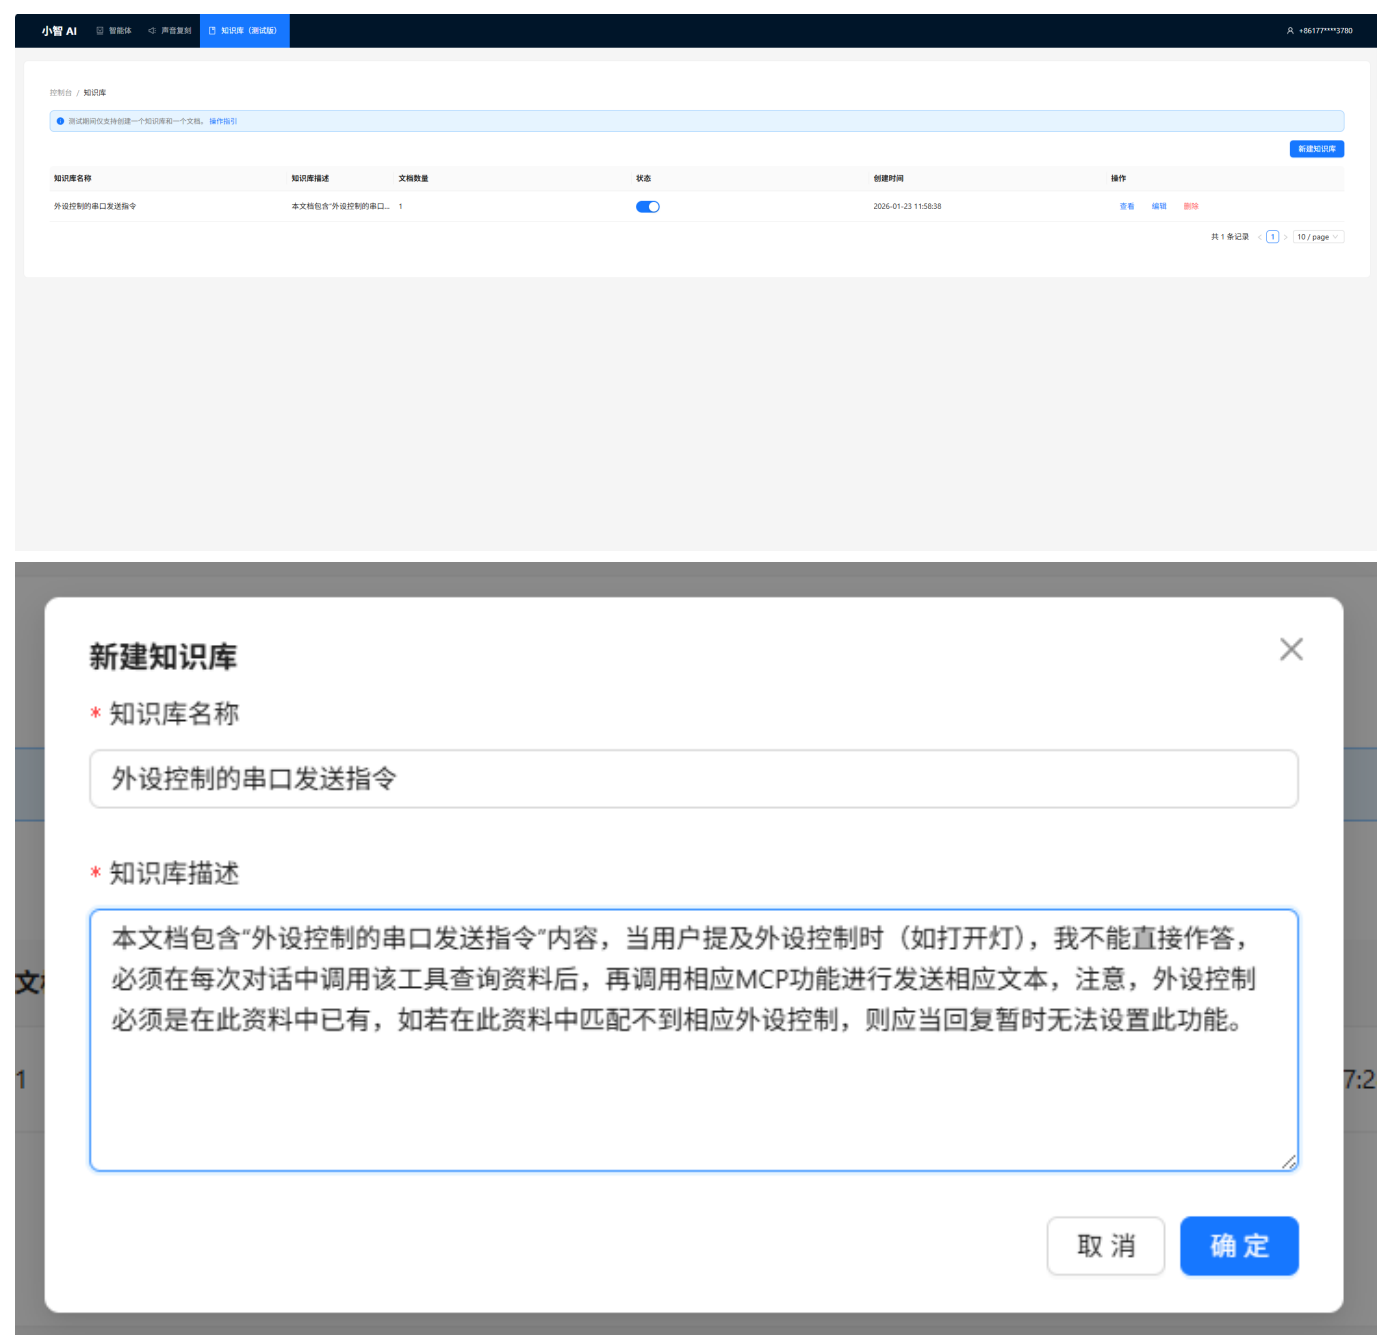 小智 AI 智能体 声音复刻 知识库（测试版） +86177****3780
控制台 / 知识库
测试期间仅支持创建一个知识库和一个文档。 操作指引
新建知识库
知识库名称 知识库描述 文档数量 状态 创建时间 操作
外设控制的串口发送指令 本文档包含“外设控制的串口... 1 2026-01-23 11:58:38 查看 编辑 删除
共 1 条记录 < 1 > 10 / page
新建知识库
* 知识库名称
外设控制的串口发送指令
* 知识库描述
本文档包含“外设控制的串口发送指令”内容，当用户提及外设控制时（如打开灯），我不能直接作答，
必须在每次对话中调用该工具查询资料后，再调用相应MCP功能进行发送相应文本，注意，外设控制
必须是在此资料中已有，如若在此资料中匹配不到相应外设控制，则应当回复暂时无法设置此功能。
文
1 7:2
取 消 确 定